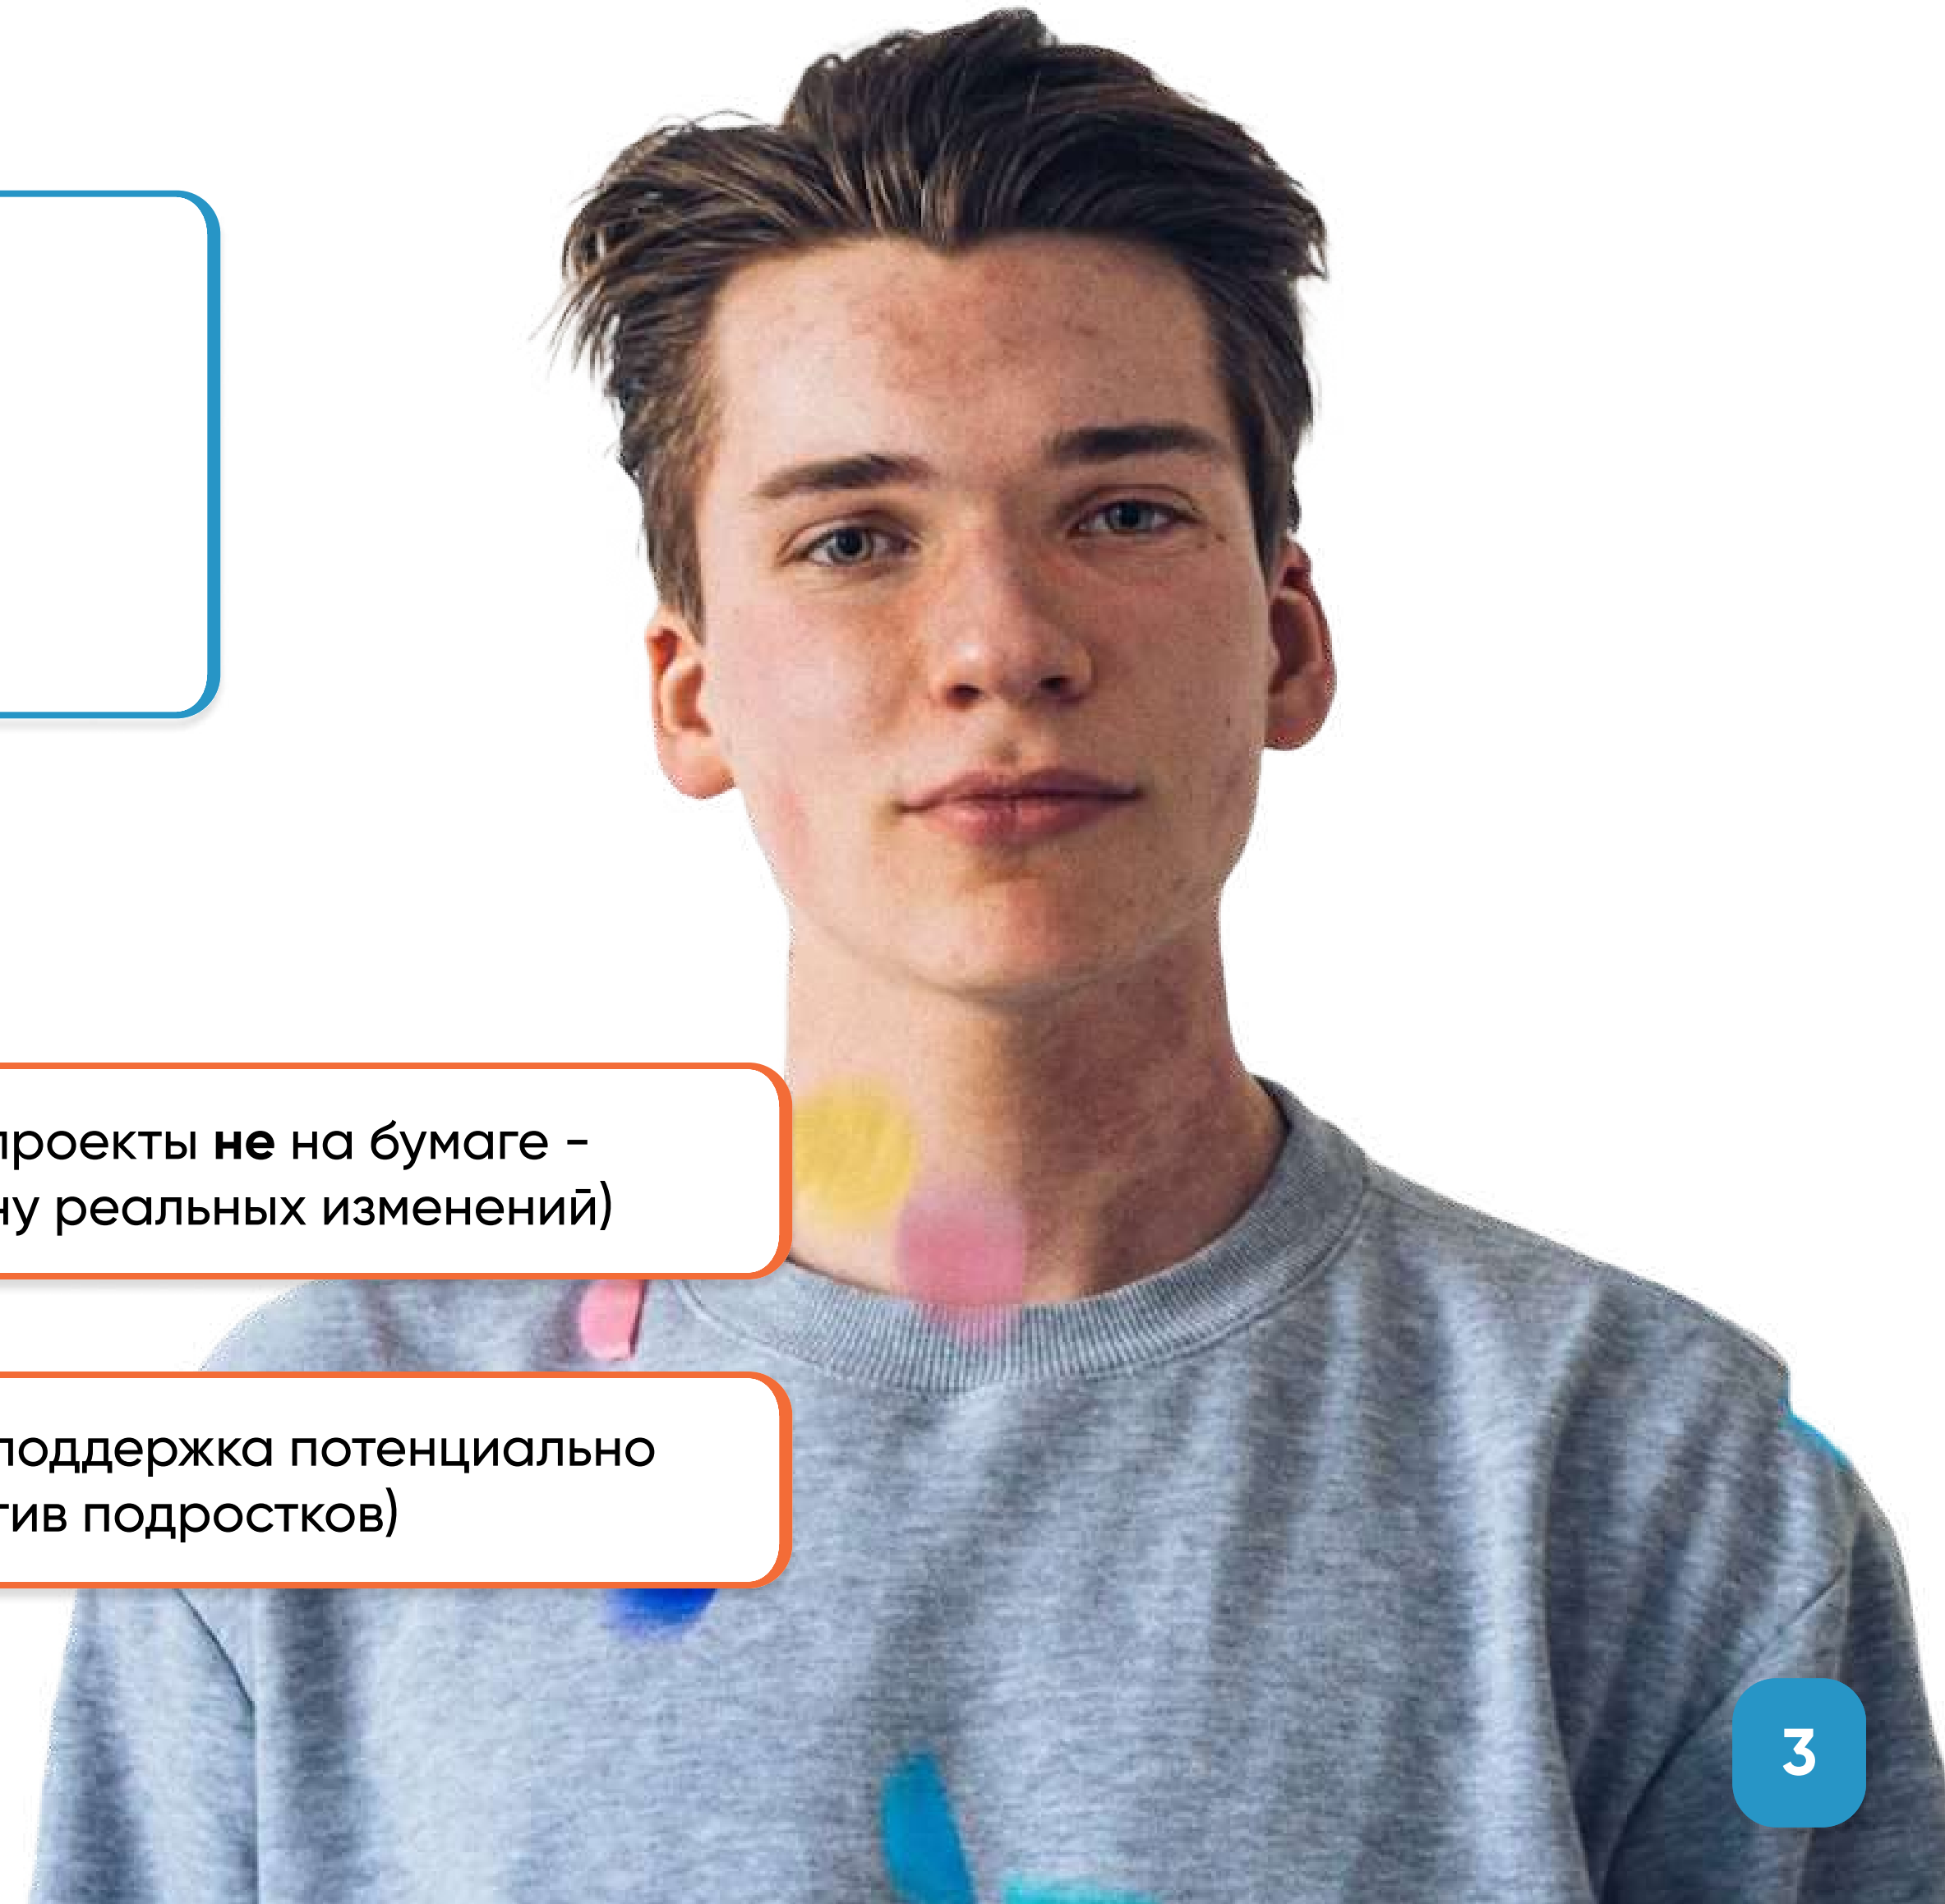 проекты не на бумаге -
ну реальных изменений)
поддержка потенциально
тив подростков)
3